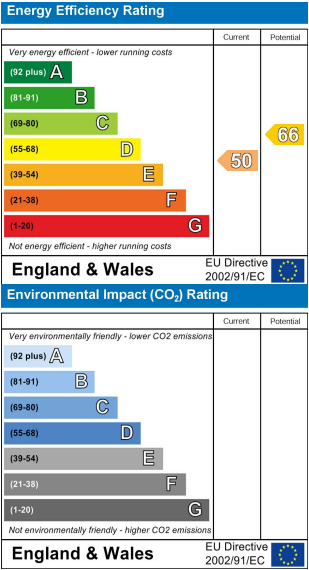 Energy Efficiency Rating
Current Potential
Very energy efficient - lower running costs
(92 plus) A
(81-91) B
(69-80) C
(55-68) D
(39-54) E
(21-38) F
(1-20) G
50
66
Not energy efficient - higher running costs
England & Wales
EU Directive
2002/91/EC
Environmental Impact (CO₂) Rating
Current Potential
Very environmentally friendly - lower CO2 emissions
(92 plus) A
(81-91) B
(69-80) C
(55-68) D
(39-54) E
(21-38) F
(1-20) G
Not environmentally friendly - higher CO2 emissions
England & Wales
EU Directive
2002/91/EC